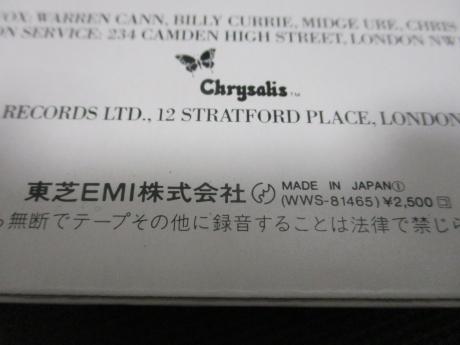 VOX: WARREN CANN, BILLY CURRIE, MIDGE URE, CHRIS
ON SERVICE: 234 CAMDEN HIGH STREET, LONDON NW
Chrysalis TM
RECORDS LTD., 12 STRATFORD PLACE, LONDON
東芝EMI株式会社 MADE IN JAPAN①
(WWS-81465)¥2,500
無断でテープその他に録音することは法律で禁じら